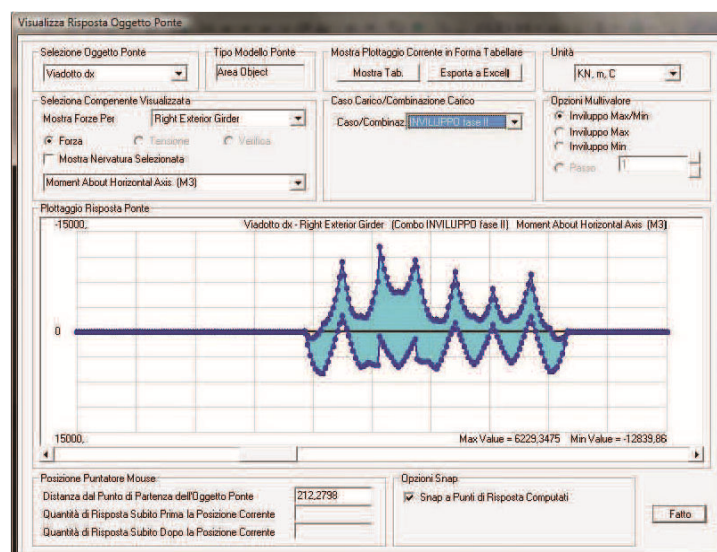 Visualizza Risposta Oggetto Ponte
Selezione Oggetto Ponte
Viadotto dx
Tipo Modello Ponte
Area Object
Mostra Plottaggio Corrente in Forma Tabellare
Mostra Tab.
Esporta a Excell
Unità
KN, m, C
Seleziona Compenente Visualizzata
Mostra Forze Per
Right Exterior Girder
Forza
Tensione
Verifica
Mostra Nervatura Selezionata
Moment About Horizontal Axis (M3)
Caso Carico/Combinazione Carico
Caso/Combinaz
INVILUPPO fase II
Opzioni Multivalore
Inviluppo Max/Min
Inviluppo Max
Inviluppo Min
Passo
1
Plottaggio Risposta Ponte
-15000,
Viadotto dx - Right Exterior Girder (Combo INVILUPPO fase II) Moment About Horizontal Axis (M3)
0
15000,
Max Value = 6229,3475 Min Value = -12839,86
Posizione Puntatore Mouse
Distanza dal Punto di Partenza dell'Oggetto Ponte
212,2798
Quantità di Risposta Subito Prima la Posizione Corrente
Quantità di Risposta Subito Dopo la Posizione Corrente
Opzioni Snap
Snap a Punti di Risposta Computati
Fatto